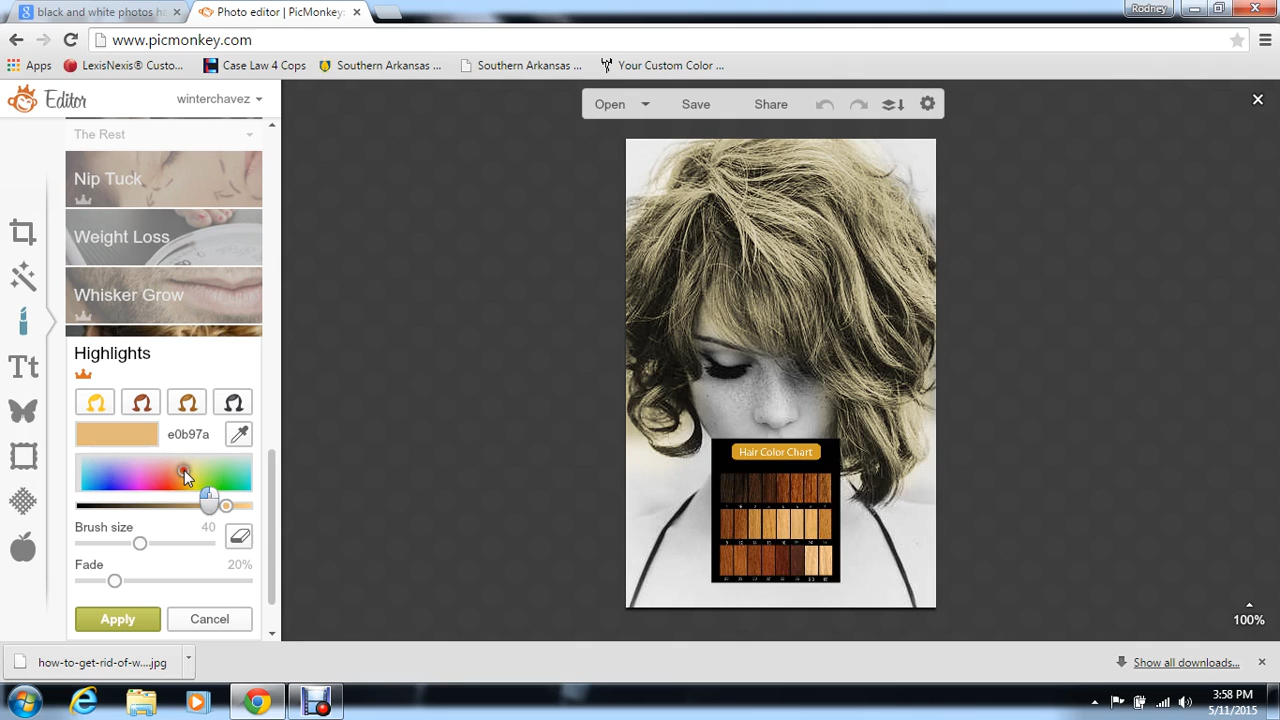 black and white photos ha
Photo editor | PicMonkey:
Rodney
www.picmonkey.com
Apps
LexisNexis® Custo...
Case Law 4 Corps
Southern Arkansas ...
Southern Arkansas ...
Your Custom Color ...
Editor
winterchavez
Open
Save
Share
The Rest
Nip Tuck
Weight Loss
Whisker Grow
Highlights
e0b97a
Brush size
40
Fade
20%
Apply
Cancel
Hair Color Chart
100%
how-to-get-rid-of-w....jpg
Show all downloads...
3:58 PM
5/11/2015
Tt